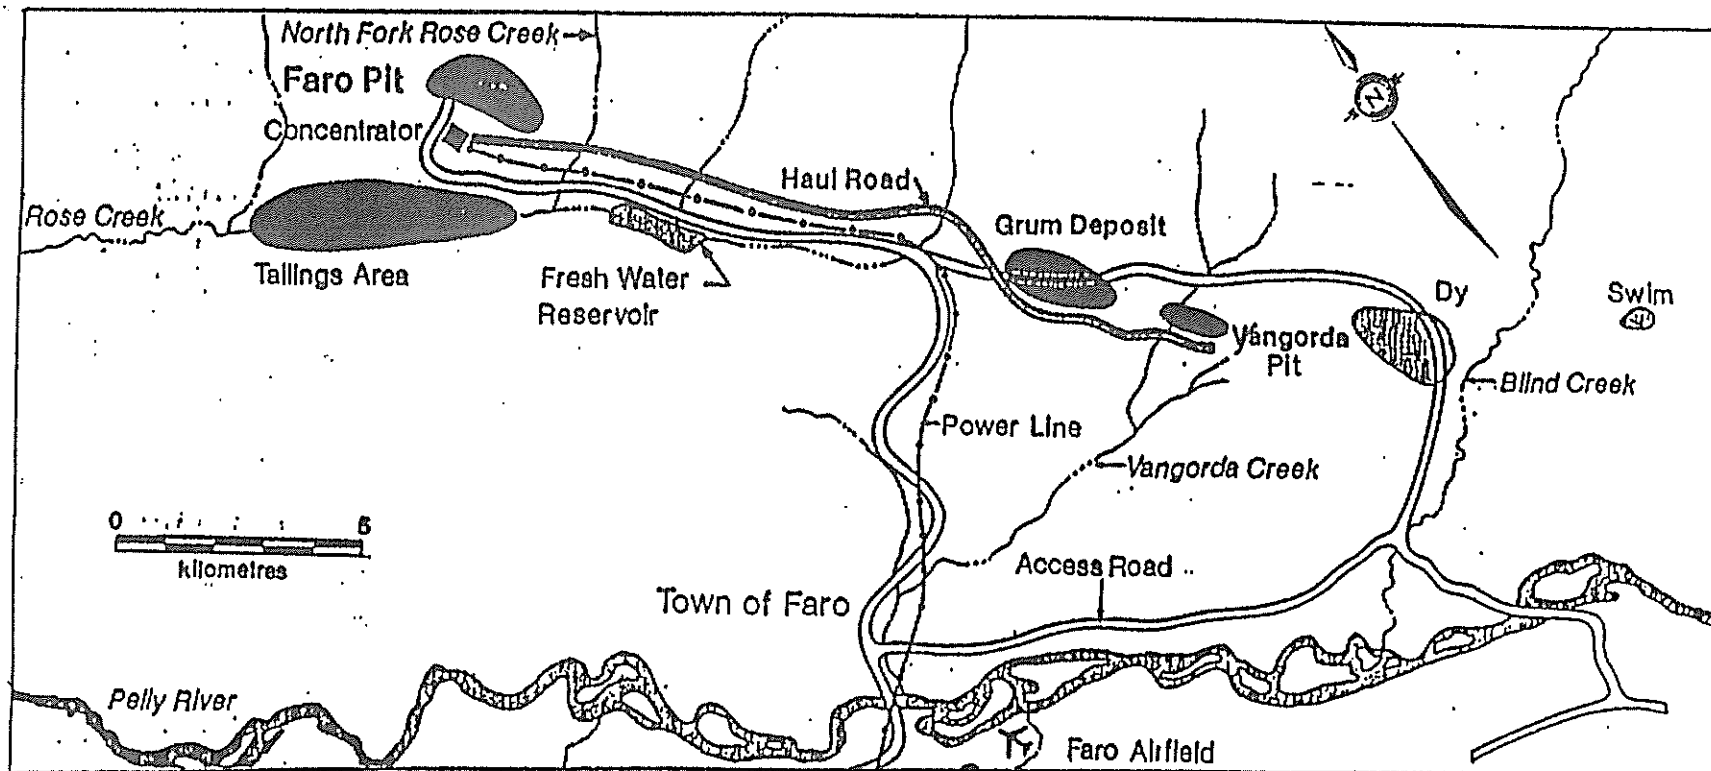 North Fork Rose Creek
Faro Pit
Concentrator
Haul Road
Rose Creek
Grum Deposit
N
Tailings Area
Fresh Water
Reservoir
Dy
Swim
Vangorda
Pit
Blind Creek
Power Line
Vangorda Creek
0 5
kilometres
Access Road
Town of Faro
Pelly River
Faro Airfield